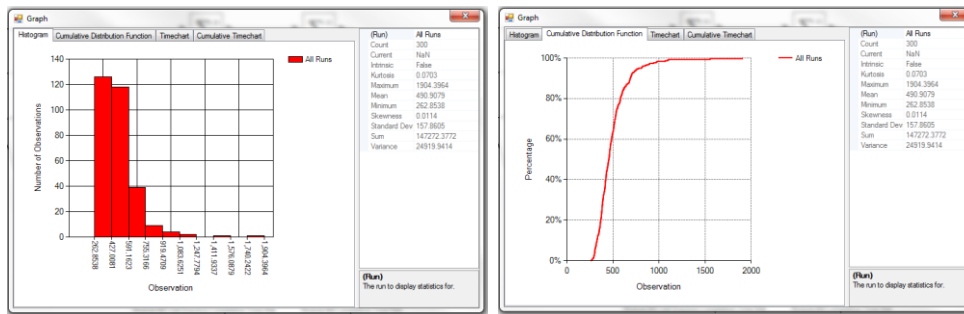 Graph
Histogram Cumulative Distribution Function Timechart Cumulative Timechart
140
120
100
80
60
40
20
0
Number of Observations
262.8538
427.0081
591.1623
755.3166
919.4709
1,083.6251
1,247.7794
1,411.9337
1,576.0879
1,740.2422
1,904.3964
Observation
All Runs
(Run) All Runs
Count 300
Current NaN
Intrinsic False
Kurtosis 0.0703
Maximum 1904.3964
Mean 490.9079
Minimum 262.8538
Skewness 0.0114
Standard Dev 157.8605
Sum 147272.3772
Variance 24919.9414
(Run)
The run to display statistics for.
Graph
Histogram Cumulative Distribution Function Timechart Cumulative Timechart
100%
80%
60%
40%
20%
0%
Percentage
0 500 1000 1500 2000
Observation
All Runs
(Run) All Runs
Count 300
Current NaN
Intrinsic False
Kurtosis 0.0703
Maximum 1904.3964
Mean 490.9079
Minimum 262.8538
Skewness 0.0114
Standard Dev 157.8605
Sum 147272.3772
Variance 24919.9414
(Run)
The run to display statistics for.